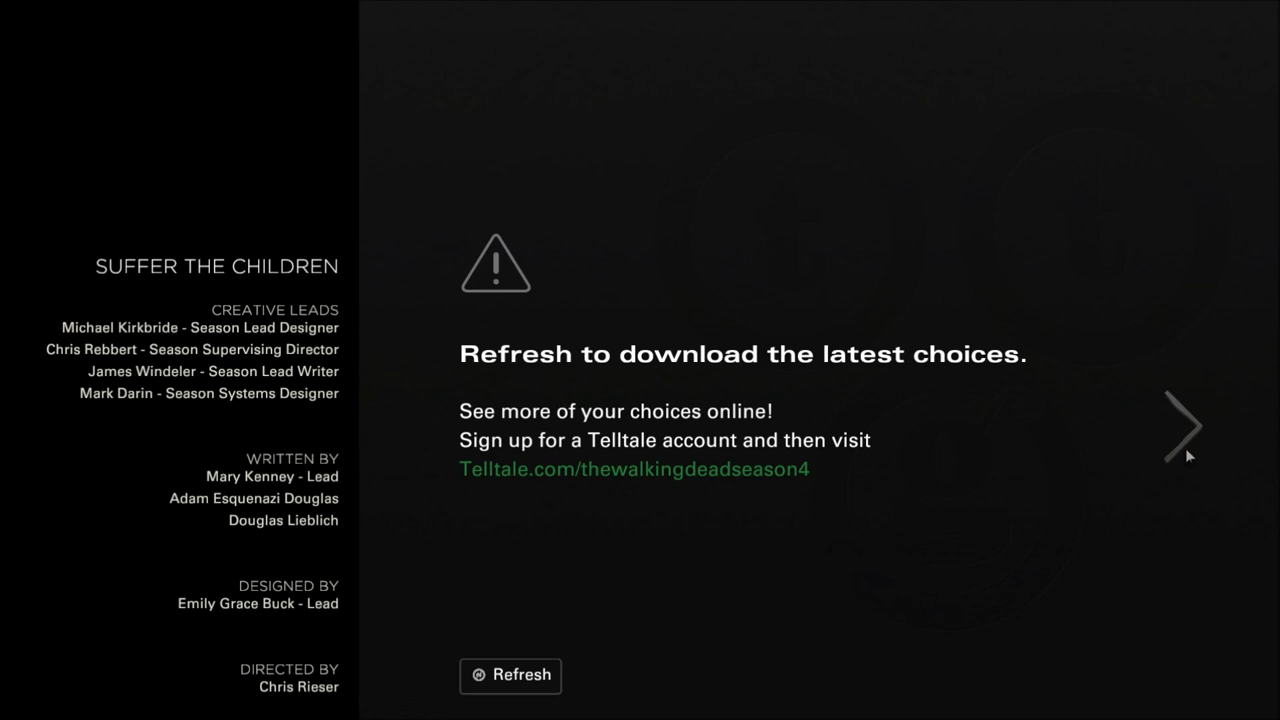 SUFFER THE CHILDREN
CREATIVE LEADS
Michael Kirkbride - Season Lead Designer
Chris Rebbert - Season Supervising Director
James Windeler - Season Lead Writer
Mark Darin - Season Systems Designer
WRITTEN BY
Mary Kenney - Lead
Adam Esquenazi Douglas
Douglas Lieblich
DESIGNED BY
Emily Grace Buck - Lead
DIRECTED BY
Chris Rieser
Refresh to download the latest choices.
See more of your choices online!
Sign up for a Telltale account and then visit
Telltale.com/thewalkingdeadseason4
Refresh